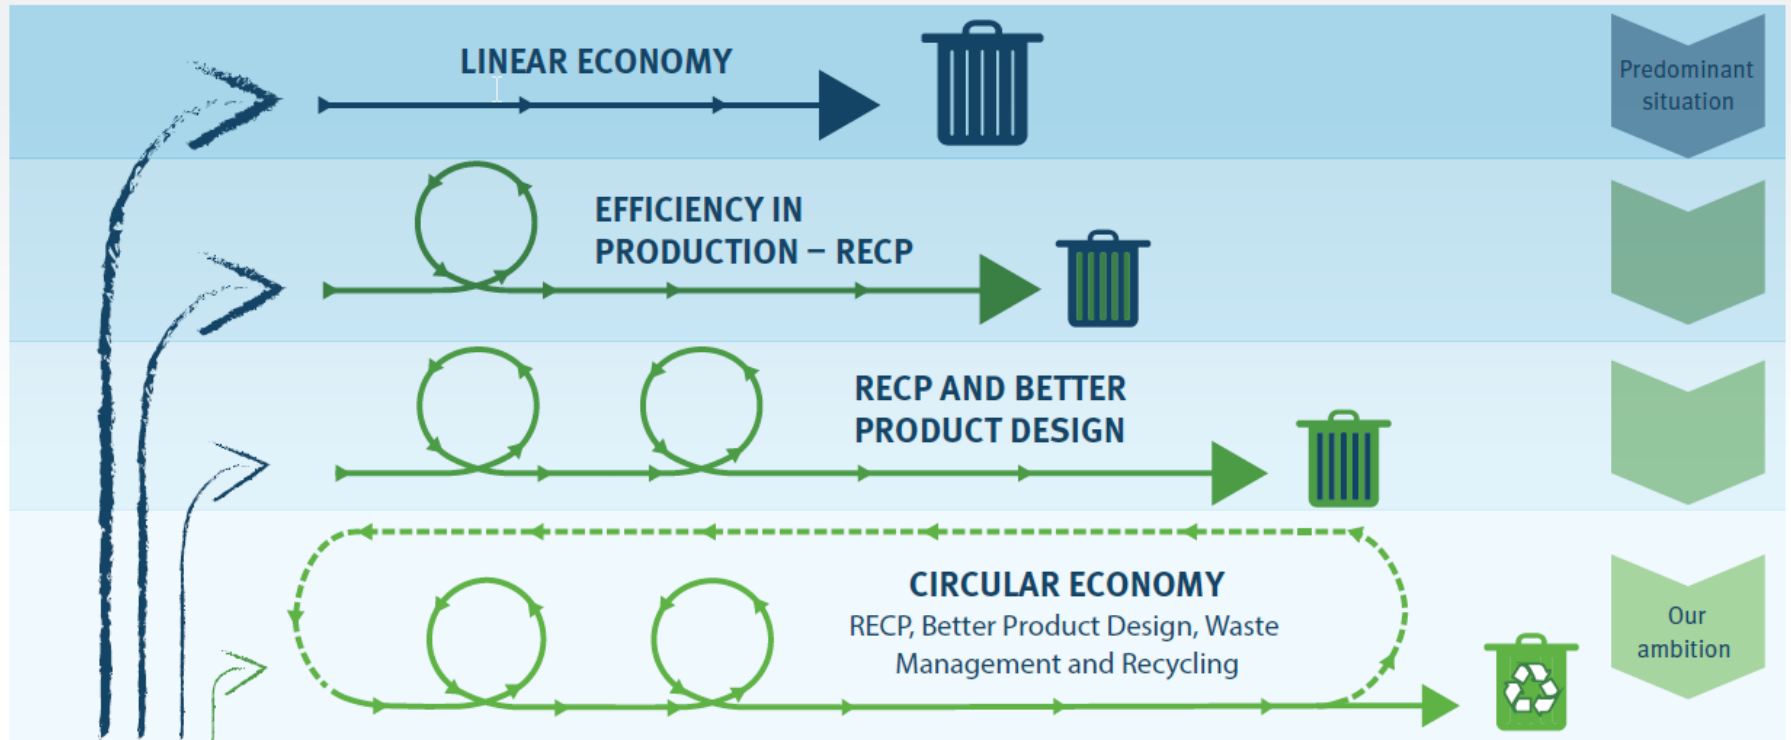 LINEAR ECONOMY
Predominant
situation
EFFICIENCY IN
PRODUCTION – RECP
RECP AND BETTER
PRODUCT DESIGN
CIRCULAR ECONOMY
RECP, Better Product Design, Waste
Management and Recycling
Our
ambition